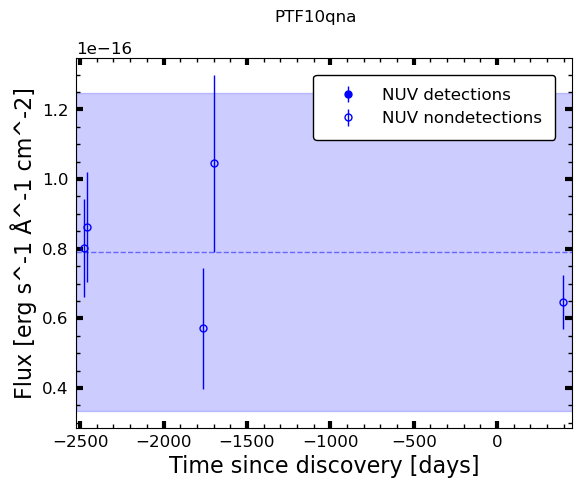 PTF10qna
1e−16
NUV detections
NUV nondetections
1.2
1.0
0.8
0.6
0.4
Flux [erg s^-1 Å^-1 cm^-2]
−2500 −2000 −1500 −1000 −500 0
Time since discovery [days]